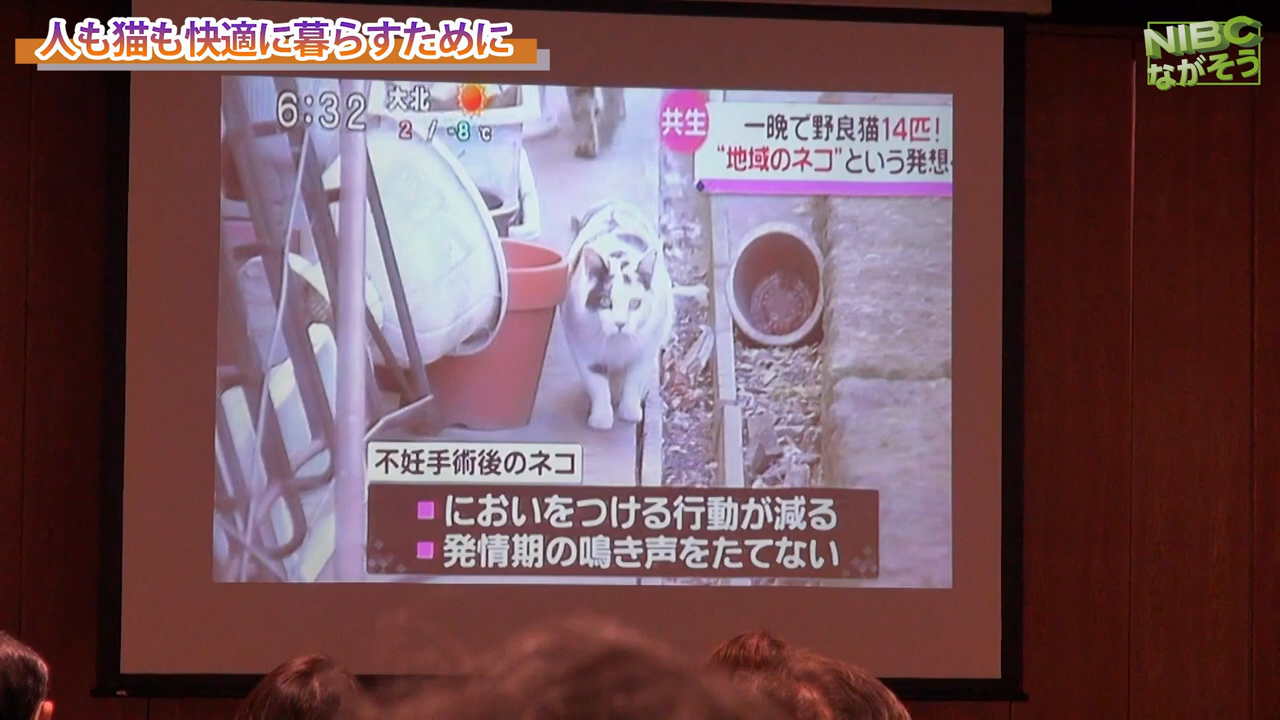 人も猫も快適に暮らすために
NIBC
ながそう
6:32
大北
2 / -8℃
共生
一晩で野良猫14匹!
“地域のネコ”という発想
不妊手術後のネコ
■ においをつける行動が減る
■ 発情期の鳴き声をたてない